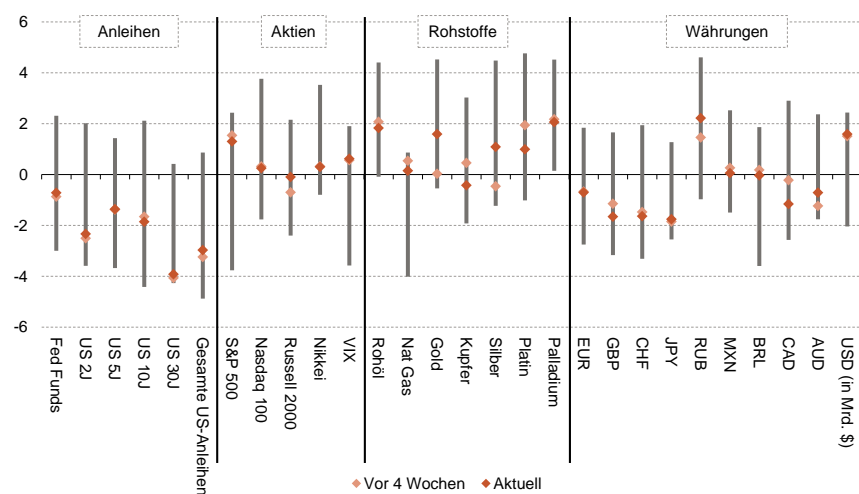 Anleihen
Aktien
Rohstoffe
Währungen
6
4
2
0
-2
-4
-6
Fed Funds
US 2J
US 5J
US 10J
US 30J
Gesamte US-Anleihen
S&P 500
Nasdaq 100
Russell 2000
Nikkei
VIX
Rohöl
Nat Gas
Gold
Kupfer
Silber
Platin
Palladium
EUR
GBP
CHF
JPY
RUB
MXN
BRL
CAD
AUD
USD (in Mrd. $)
Vor 4 Wochen
Aktuell